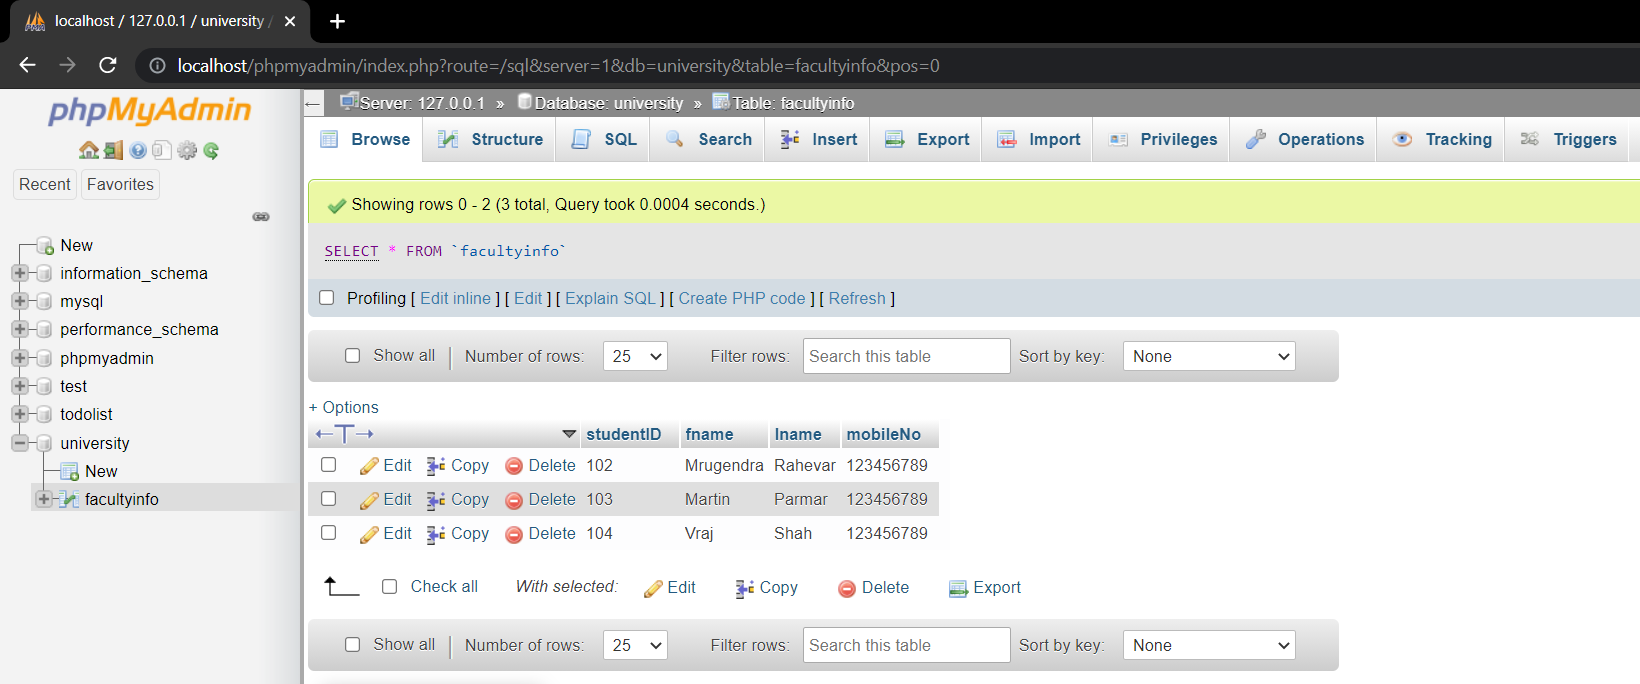 localhost / 127.0.0.1 / university /
localhost/phpmyadmin/index.php?route=/sql&server=1&db=university&table=facultyinfo&pos=0
phpMyAdmin
Recent Favorites
New
information_schema
mysql
performance_schema
phpmyadmin
test
todolist
university
New
facultyinfo
Server: 127.0.0.1 » Database: university » Table: facultyinfo
Browse Structure SQL Search Insert Export Import Privileges Operations Tracking Triggers
Showing rows 0 - 2 (3 total, Query took 0.0004 seconds.)
SELECT * FROM `facultyinfo`
Profiling [ Edit inline ] [ Edit ] [ Explain SQL ] [ Create PHP code ] [ Refresh ]
Show all | Number of rows: 25 Filter rows: Search this table Sort by key: None
+ Options
←T→ studentID fname lname mobileNo
Edit Copy Delete 102 Mrugendra Rahevar 123456789
Edit Copy Delete 103 Martin Parmar 123456789
Edit Copy Delete 104 Vraj Shah 123456789
Check all With selected: Edit Copy Delete Export
Show all | Number of rows: 25 Filter rows: Search this table Sort by key: None